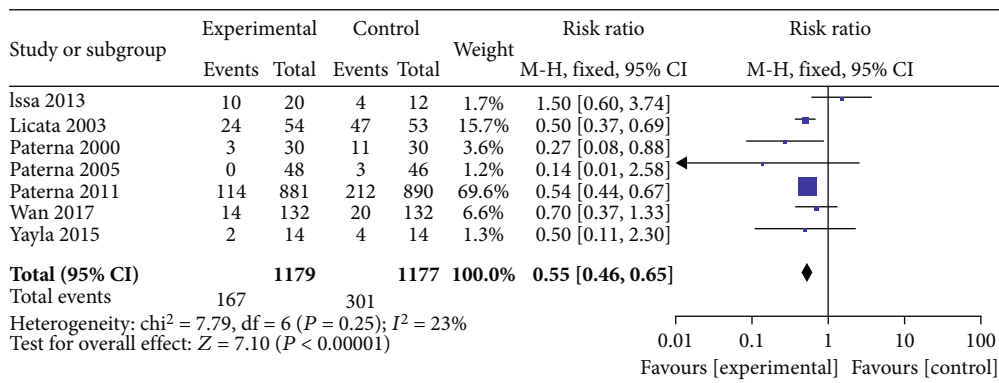 Study or subgroup Experimental Control Weight Risk ratio Risk ratio
Events Total Events Total M-H, fixed, 95% CI M-H, fixed, 95% CI
Issa 2013 10 20 4 12 1.7% 1.50 [0.60, 3.74]
Licata 2003 24 54 47 53 15.7% 0.50 [0.37, 0.69]
Paterna 2000 3 30 11 30 3.6% 0.27 [0.08, 0.88]
Paterna 2005 0 48 3 46 1.2% 0.14 [0.01, 2.58]
Paterna 2011 114 881 212 890 69.6% 0.54 [0.44, 0.67]
Wan 2017 14 132 20 132 6.6% 0.70 [0.37, 1.33]
Yayla 2015 2 14 4 14 1.3% 0.50 [0.11, 2.30]
Total (95% CI) 1179 1177 100.0% 0.55 [0.46, 0.65]
Total events 167 301
Heterogeneity: chi² = 7.79, df = 6 (P = 0.25); I² = 23%
Test for overall effect: Z = 7.10 (P < 0.00001)
0.01 0.1 1 10 100
Favours [experimental] Favours [control]